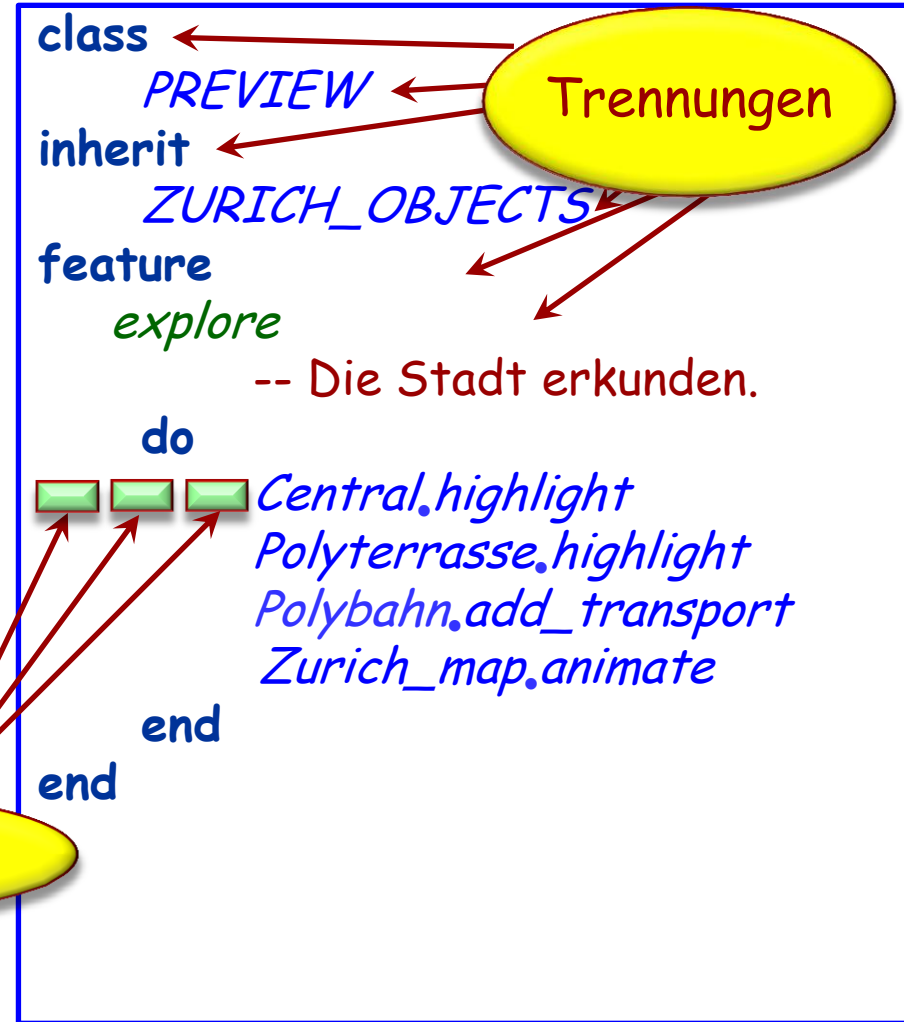 class
PREVIEW
Trennungen
inherit
ZURICH_OBJECTS
feature
explore
-- Die Stadt erkunden.
do
Central.highlight
Polyterrasse.highlight
Polybahn.add_transport
Zurich_map.animate
end
end